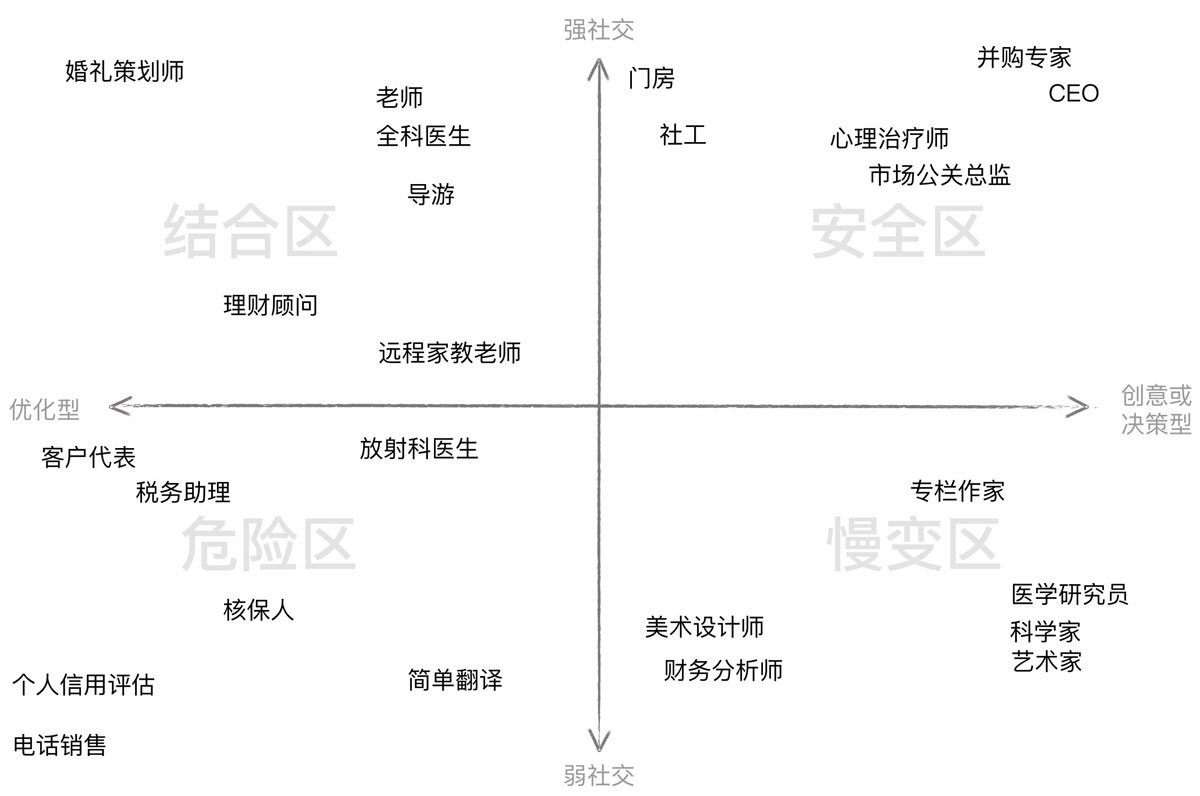 强社交
婚礼策划师
老师
全科医生
导游
结合区
理财顾问
远程家教老师
门房
社工
并购专家
CEO
心理治疗师
市场公关总监
安全区
优化型
创意或
决策型
客户代表
税务助理
放射科医生
危险区
核保人
个人信用评估
简单翻译
电话销售
专栏作家
慢变区
医学研究员
科学家
艺术家
美术设计师
财务分析师
弱社交